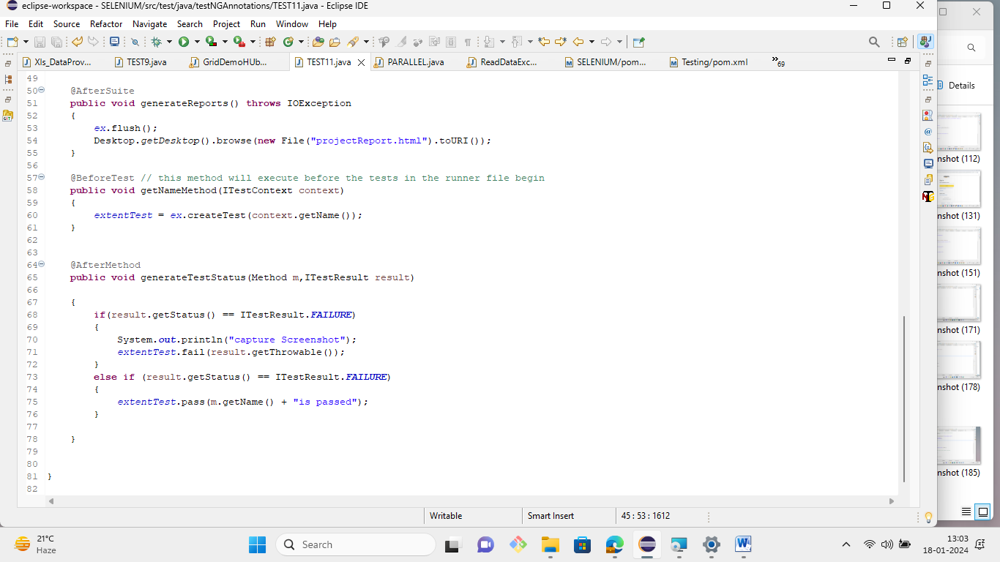 eclipse-workspace - SELENIUM/src/test/java/testNGAnnotations/TEST11.java - Eclipse IDE
File Edit Source Refactor Navigate Search Project Run Window Help
Xls_DataProv... TEST9.java GridDemoHUb... TEST11.java PARALLEL.java ReadDataExc... SELENIUM/pom... Testing/pom.xml 69
49
50 @AfterSuite
51 public void generateReports() throws IOException
52 {
53 ex.flush();
54 Desktop.getDesktop().browse(new File("projectReport.html").toURI());
55 }
56
57 @BeforeTest // this method will execute before the tests in the runner file begin
58 public void getNameMethod(ITestContext context)
59 {
60 extentTest = ex.createTest(context.getName());
61 }
62
63
64 @AfterMethod
65 public void generateTestStatus(Method m,ITestResult result)
66
67 {
68 if(result.getStatus() == ITestResult.FAILURE)
69 {
70 System.out.println("capture Screenshot");
71 extentTest.fail(result.getThrowable());
72 }
73 else if (result.getStatus() == ITestResult.FAILURE)
74 {
75 extentTest.pass(m.getName() + "is passed");
76 }
77
78 }
79
80
81 }
82
Writable Smart Insert 45 : 53 : 1612
Details
nshot (112)
nshot (131)
nshot (151)
nshot (171)
nshot (178)
nshot (185)
21°C
Haze
Search
13:03
18-01-2024